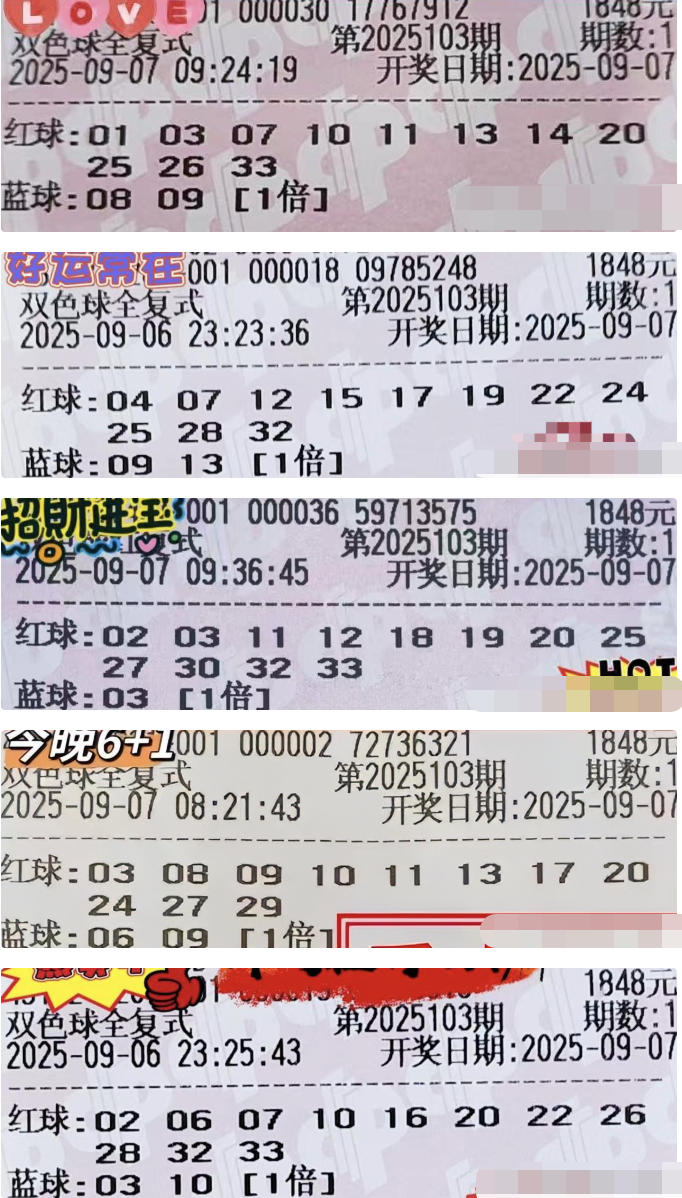 LOVE 01 000030 17767912 1848元
双色球全复式 第2025103期 期数:1
2025-09-07 09:24:19 开奖日期:2025-09-07
红球:01 03 07 10 11 13 14 20
25 26 33
蓝球:08 09 [1倍]
好运常在 001 000018 09785248 1848元
双色球全复式 第2025103期 期数:1
2025-09-06 23:23:36 开奖日期:2025-09-07
红球:04 07 12 15 17 19 22 24
25 28 32
蓝球:09 13 [1倍]
招財进宝 001 000036 59713575 1848元
复式 第2025103期 期数:1
2025-09-07 09:36:45 开奖日期:2025-09-07
红球:02 03 11 12 18 19 20 25
27 30 32 33
蓝球:03 [1倍]
HOT
今晚6+1 001 000002 72736321 1848元
双色球全复式 第2025103期 期数:1
2025-09-07 08:21:43 开奖日期:2025-09-07
红球:03 08 09 10 11 13 17 20
24 27 29
蓝球:06 09 [1倍]
01 1848元
双色球全复式 第2025103期 期数:1
2025-09-06 23:25:43 开奖日期:2025-09-07
红球:02 06 07 10 16 20 22 26
28 32 33
蓝球:03 10 [1倍]